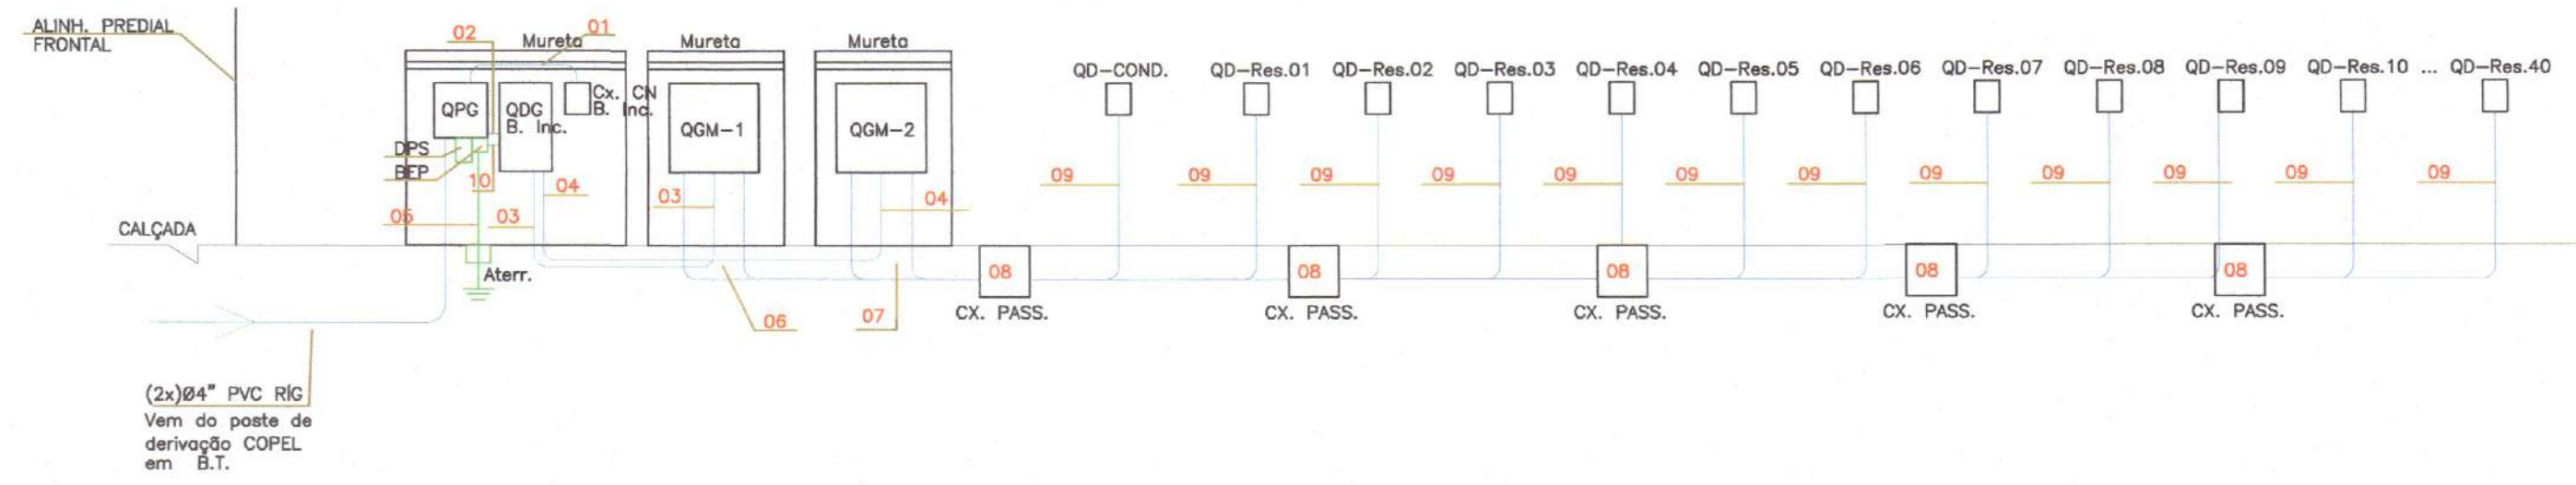 ALINH. PREDIAL
FRONTAL
02
Mureta
01
Mureta
Mureta
QPG
QDG
B. Inc.
Cx. CN
B. Inc.
QGM-1
QGM-2
DPS
BEP
10
04
05
03
03
04
CALÇADA
Aterr.
06
07
QD-COND.
QD-Res.01
QD-Res.02
QD-Res.03
QD-Res.04
QD-Res.05
QD-Res.06
QD-Res.07
QD-Res.08
QD-Res.09
QD-Res.10 ... QD-Res.40
09
09
09
09
09
09
09
09
09
09
09
09
08
08
08
08
08
CX. PASS.
CX. PASS.
CX. PASS.
CX. PASS.
CX. PASS.
(2x)Ø4" PVC RÍG
Vem do poste de
derivação COPEL
em B.T.